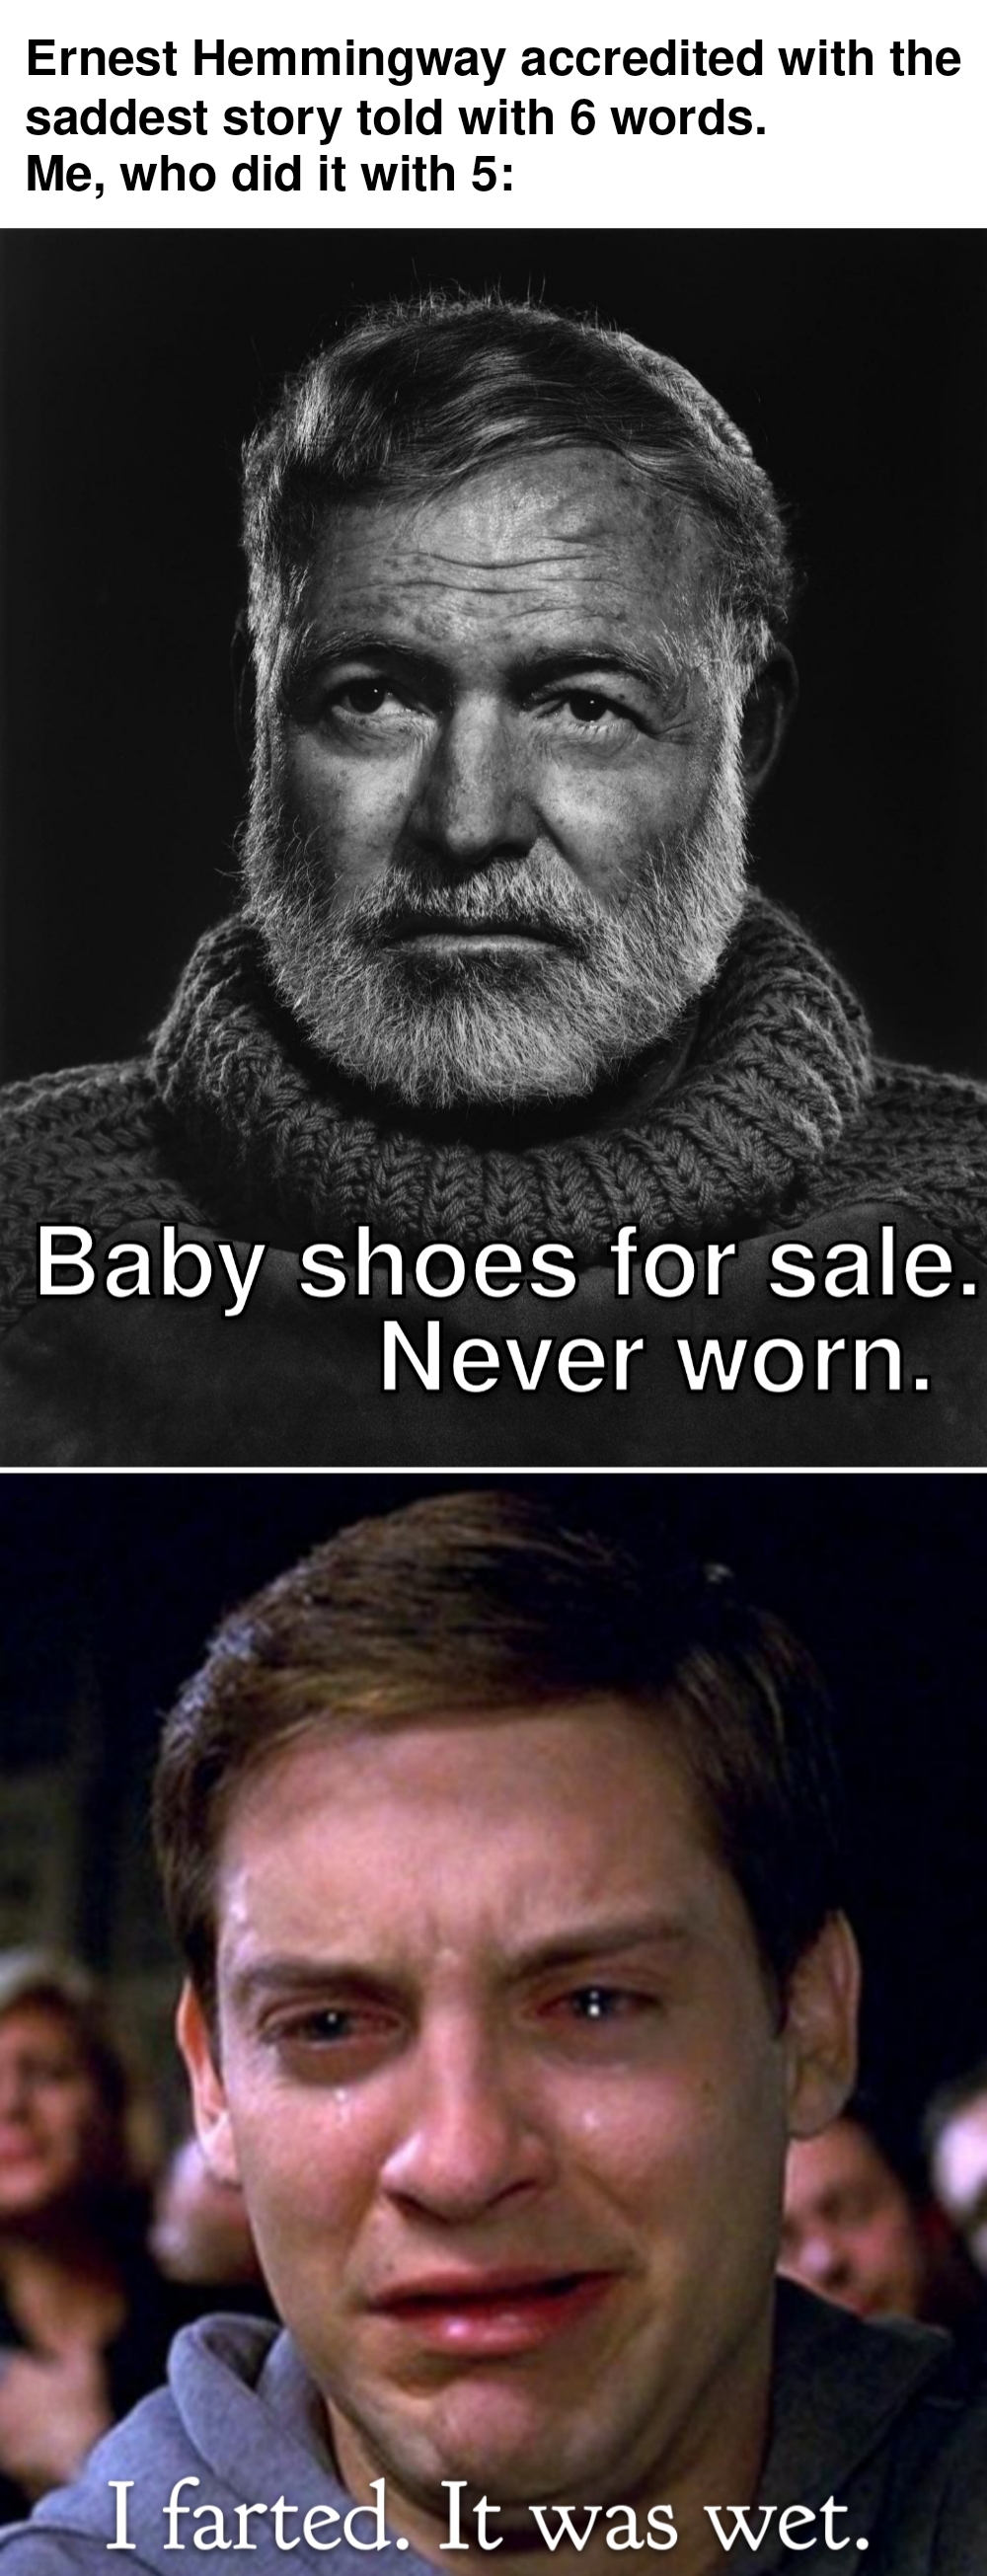 Ernest Hemmingway accredited with the
saddest story told with 6 words.
Me, who did it with 5:
Baby shoes for sale.
Never worn.
I farted. It was wet.